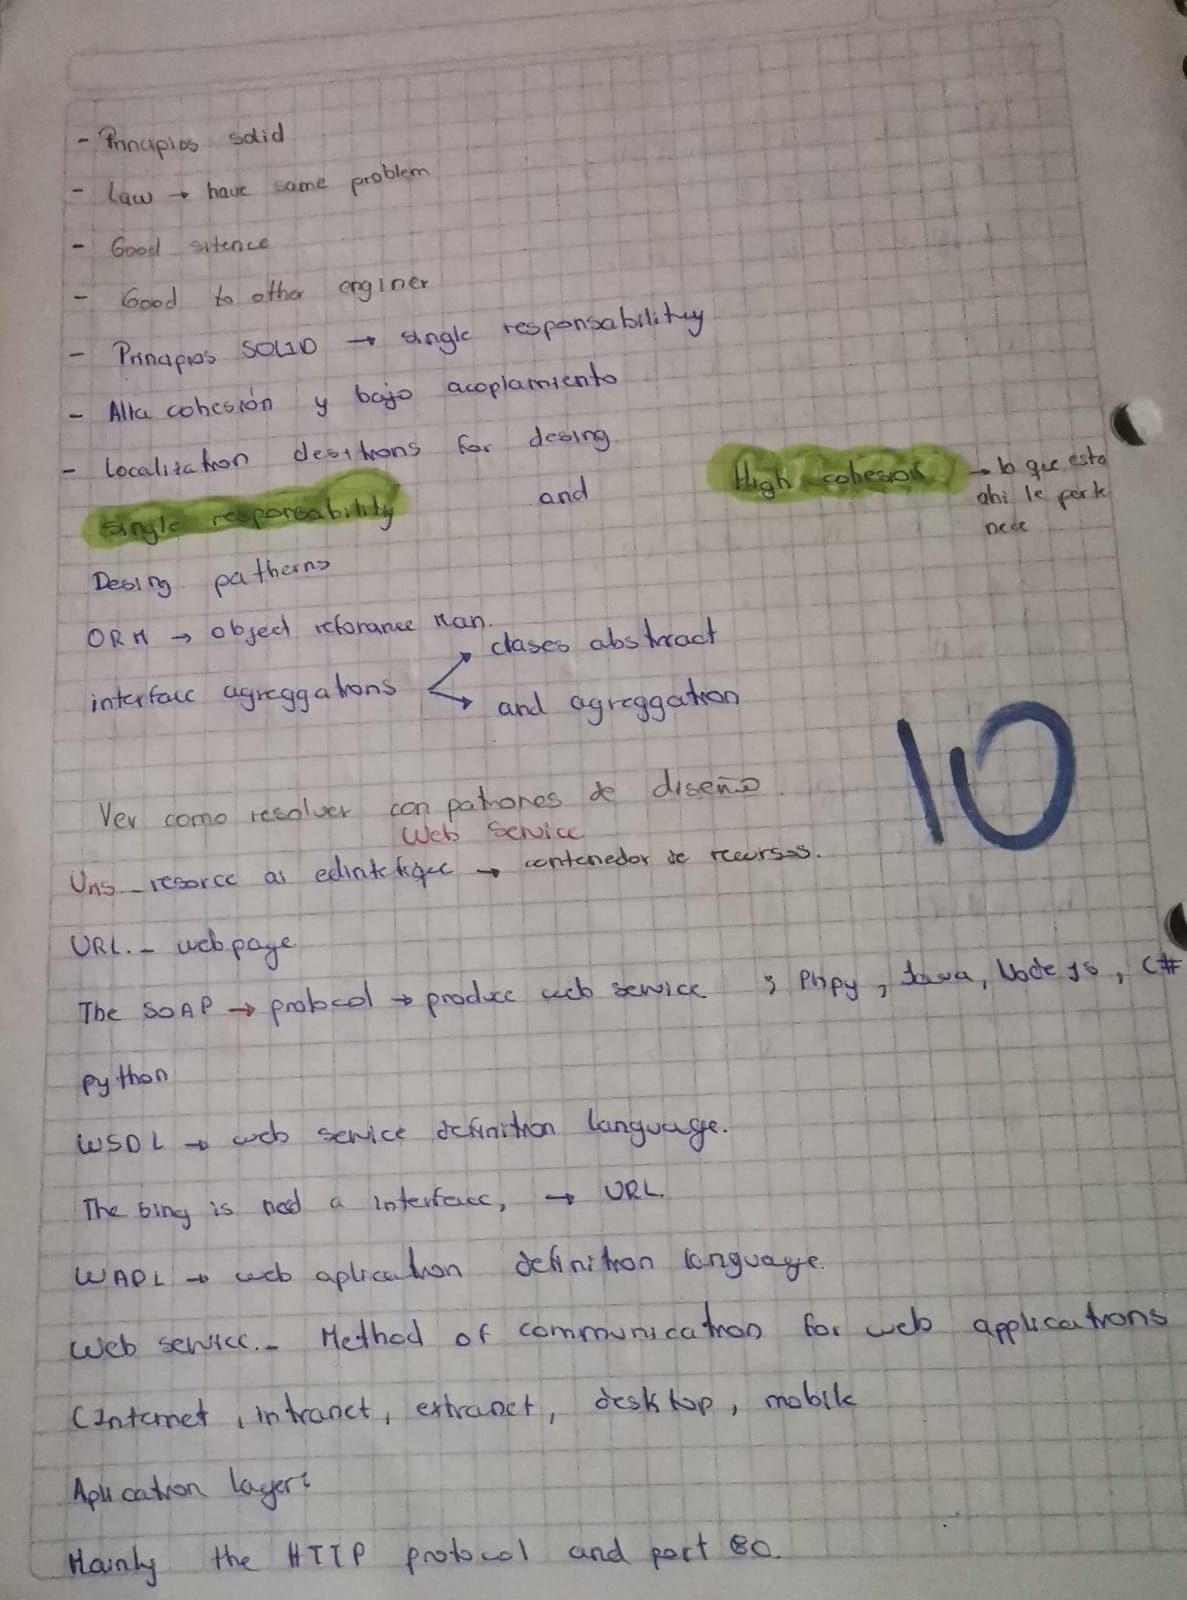 - Principios solid
- Law → have same problem
- Good sitence
- Good to other enginer
- Principios SOLID → single responsabilitiy
- Alta cohesión y bajo acoplamiento
- Localization desitions for desing
single responsability and High cohesion → lo que esta
ahi le perte
nece
Desing patherns
ORM → object referance Man.
interface agreggations
clases abstract
and agreggation
10
Ver como resolver con patrones de diseño.
Web Service
resorce as → contenedor de recursos.
URL.- web page
The SOAP → protocol → produce web service ; Phpy, Java, Node js, C#
python
WSDL → web service definition language.
The bing is need a interface, → URL.
WADL → web aplication definition language.
Web service.- Method of communication for web applications
(Internet, intranet, extranet, desktop, mobile
Aplication layer:
Mainly the HTTP protocol and port 80.